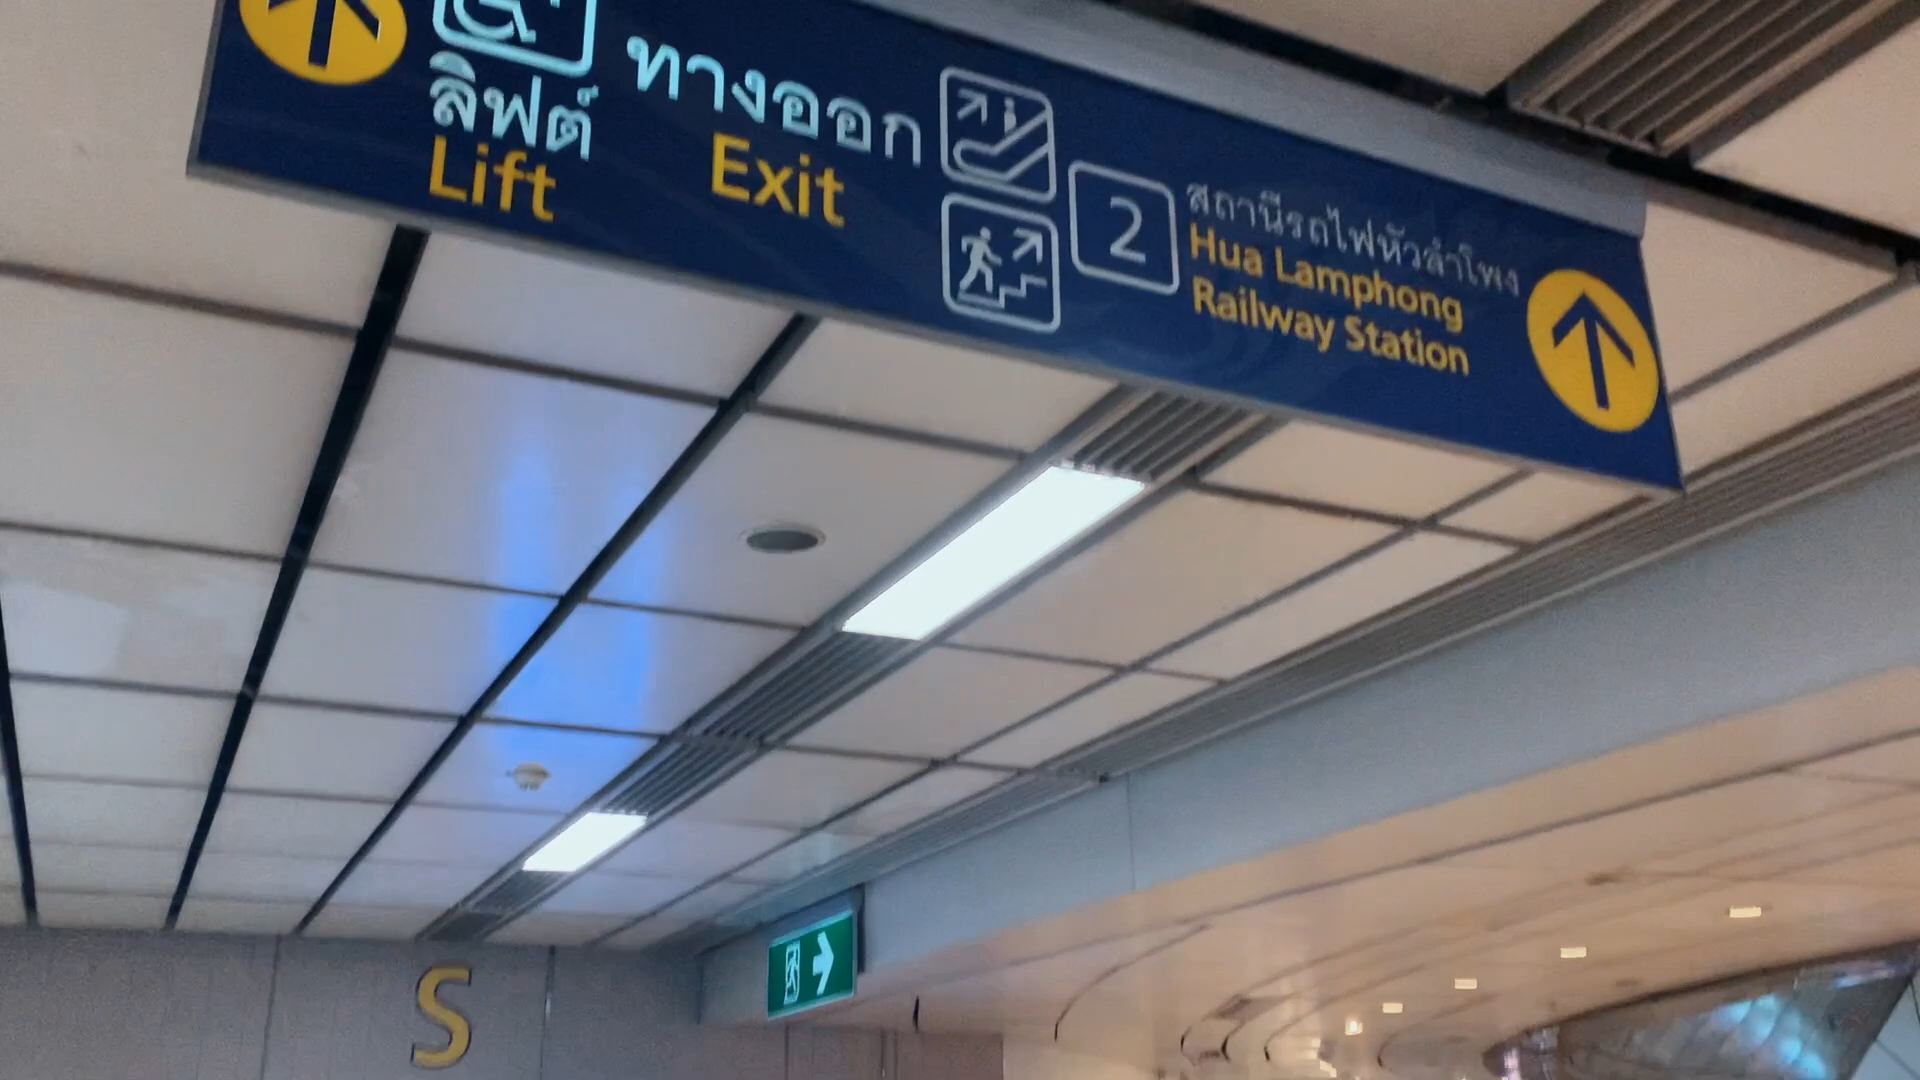 ลิฟต์
Lift
ทางออก
Exit
2
สถานีรถไฟหัวลำโพง
Hua Lamphong
Railway Station
S